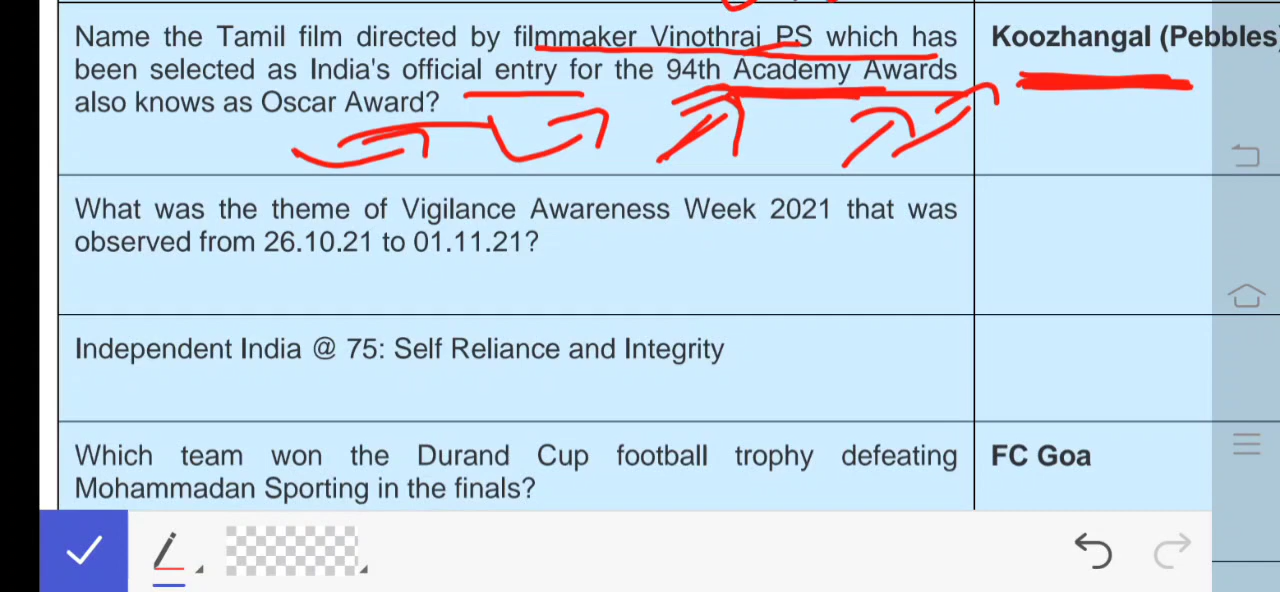 Name the Tamil film directed by filmmaker Vinothraj PS which has
Koozhangal (Pebbles)
been selected as India's official entry for the 94th Academy Awards
also knows as Oscar Award?
What was the theme of Vigilance Awareness Week 2021 that was
observed from 26.10.21 to 01.11.21?
Independent India @ 75: Self Reliance and Integrity
Which team won the Durand Cup football trophy defeating
FC Goa
Mohammadan Sporting in the finals?